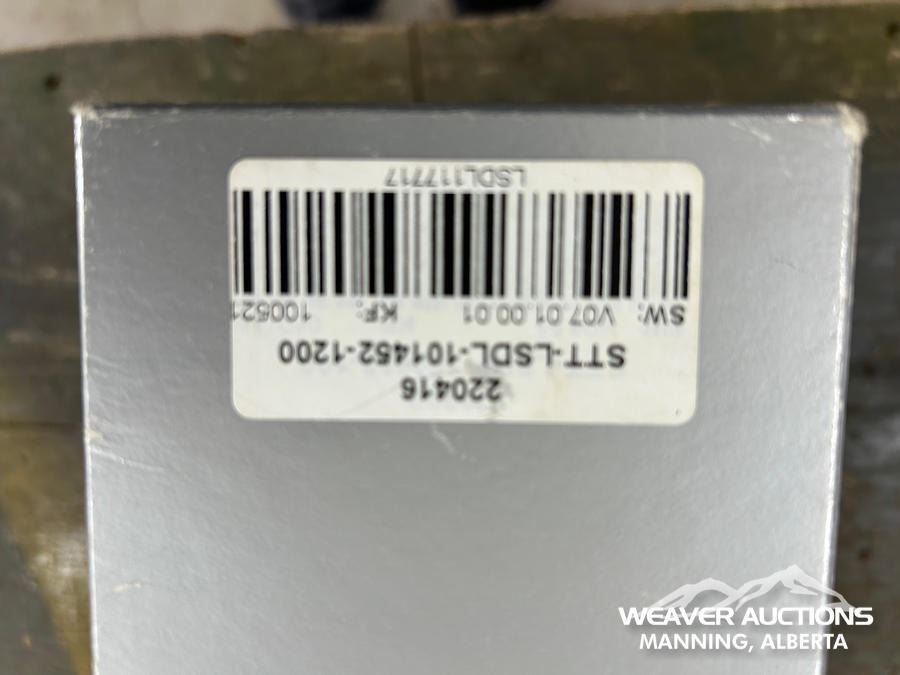 220416
STT-LSDL-101452-1200
SW: V07.01.00.01 KF: 100521
LSDL117717
WEAVER AUCTIONS
MANNING, ALBERTA